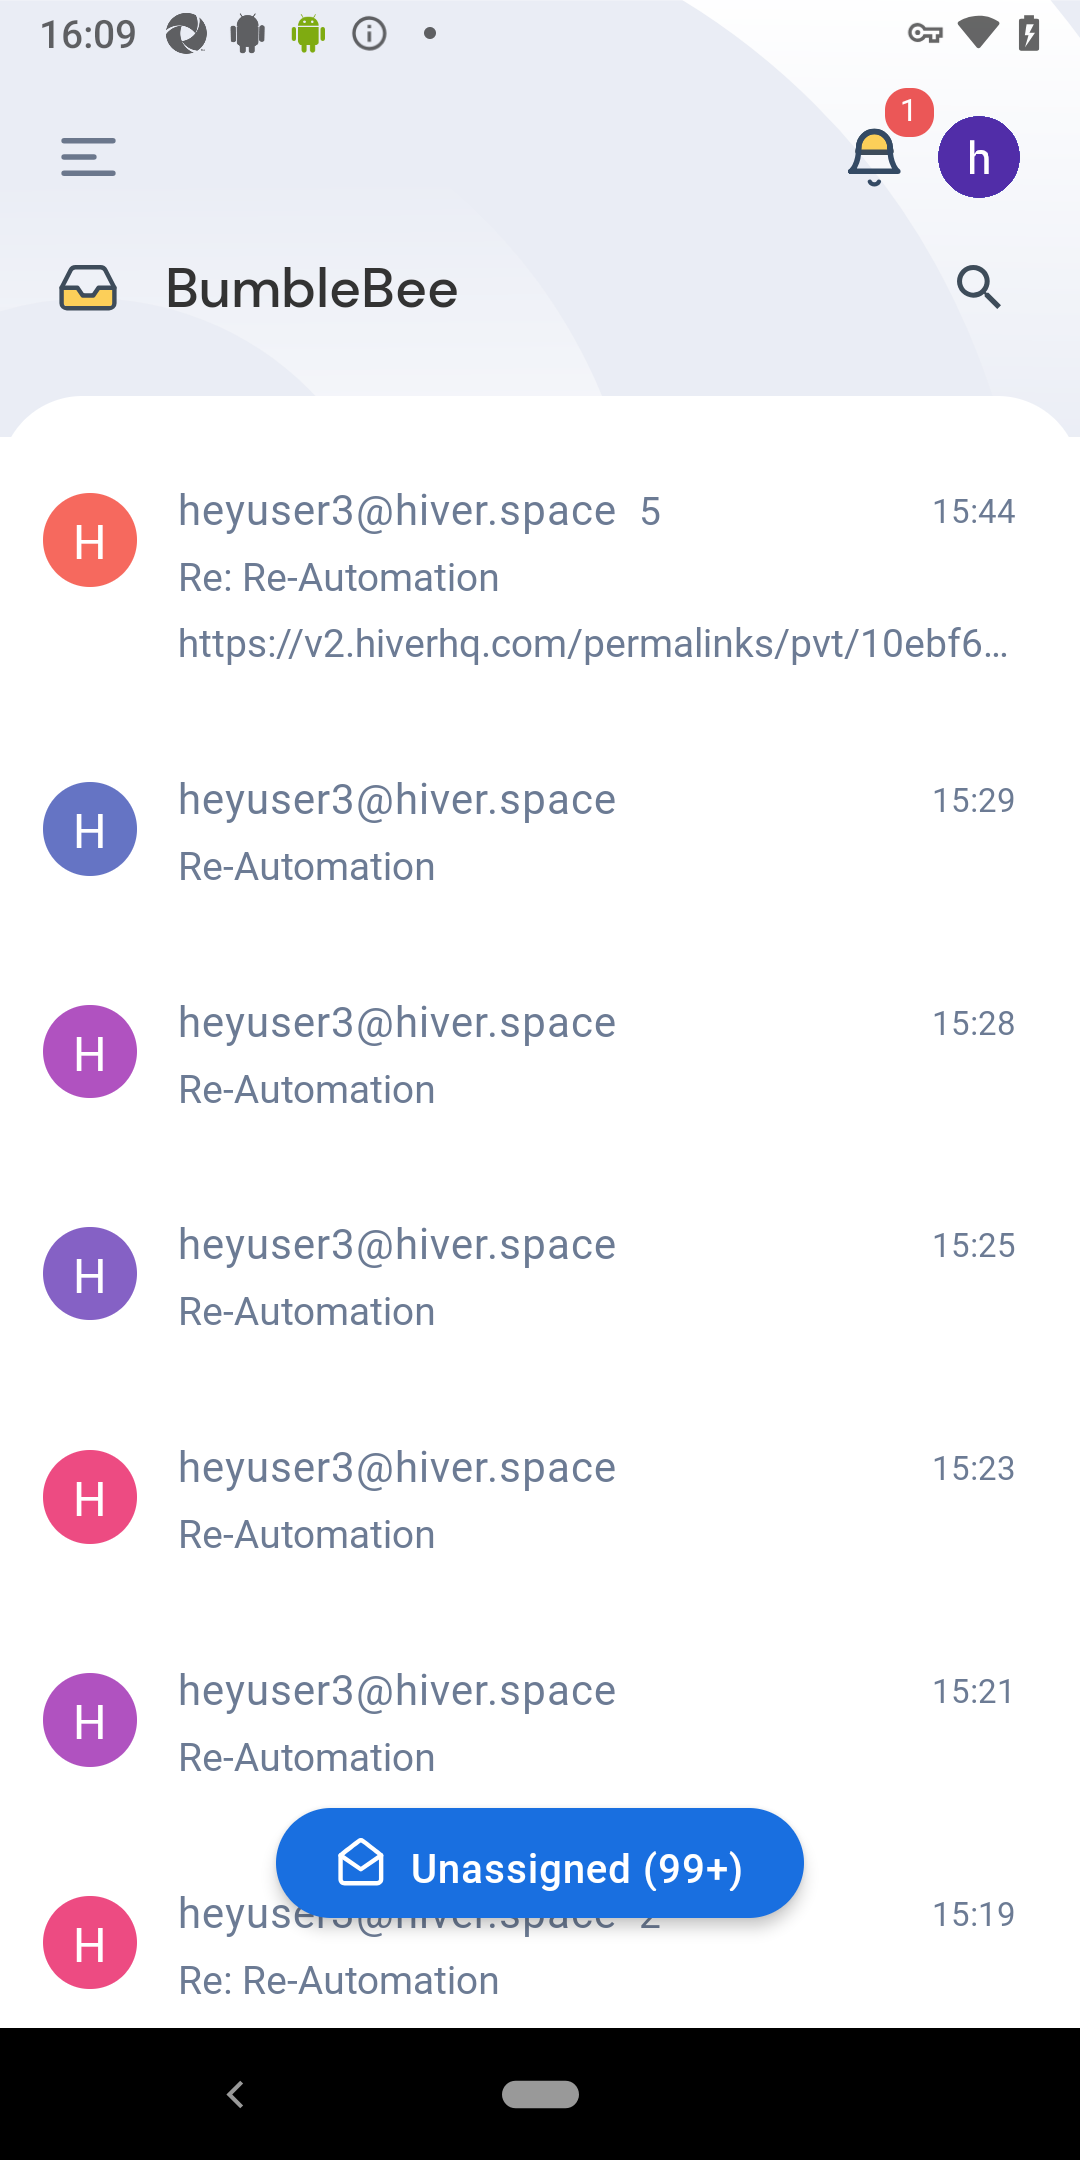 16:09
1
h
BumbleBee
H
heyuser3@hiver.space 5
15:44
Re: Re-Automation
https://v2.hiverhq.com/permalinks/pvt/10ebf6...
H
heyuser3@hiver.space
15:29
Re-Automation
H
heyuser3@hiver.space
15:28
Re-Automation
H
heyuser3@hiver.space
15:25
Re-Automation
H
heyuser3@hiver.space
15:23
Re-Automation
H
heyuser3@hiver.space
15:21
Re-Automation
Unassigned (99+)
H
heyuser3@hiver.space 2
15:19
Re: Re-Automation